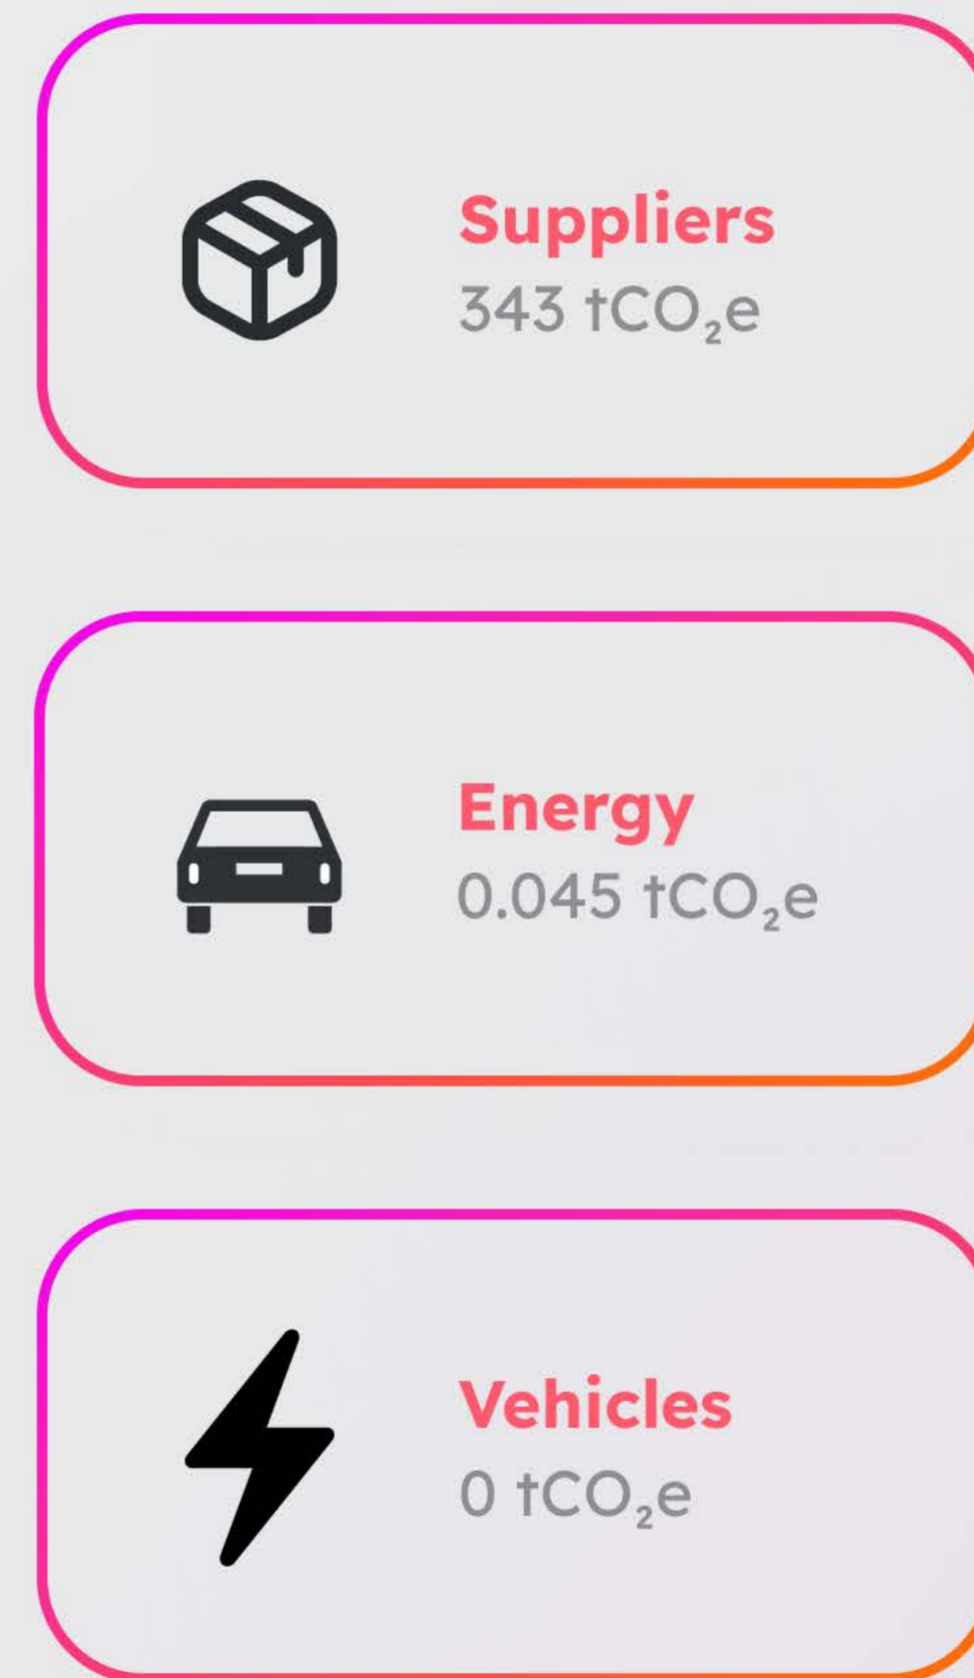 Suppliers
343 tCO₂e
Energy
0.045 tCO₂e
Vehicles
0 tCO₂e